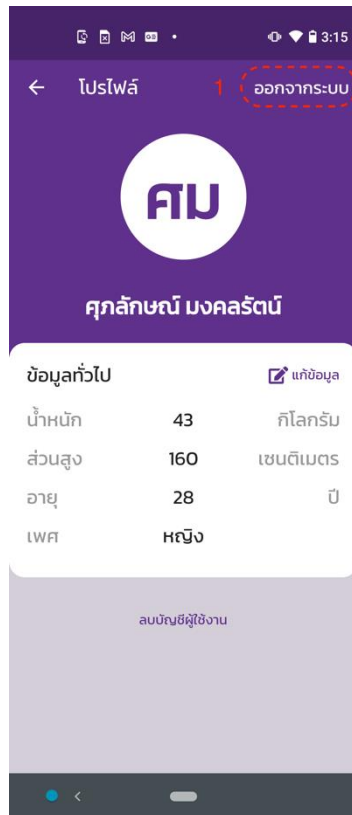 3:15
โปรไฟล์ 1 ออกจากระบบ
ศม
ศุภลักษณ์ มงคลรัตน์
ข้อมูลทั่วไป แก้ข้อมูล
น้ำหนัก 43 กิโลกรัม
ส่วนสูง 160 เซนติเมตร
อายุ 28 ปี
เพศ หญิง
ลบบัญชีผู้ใช้งาน